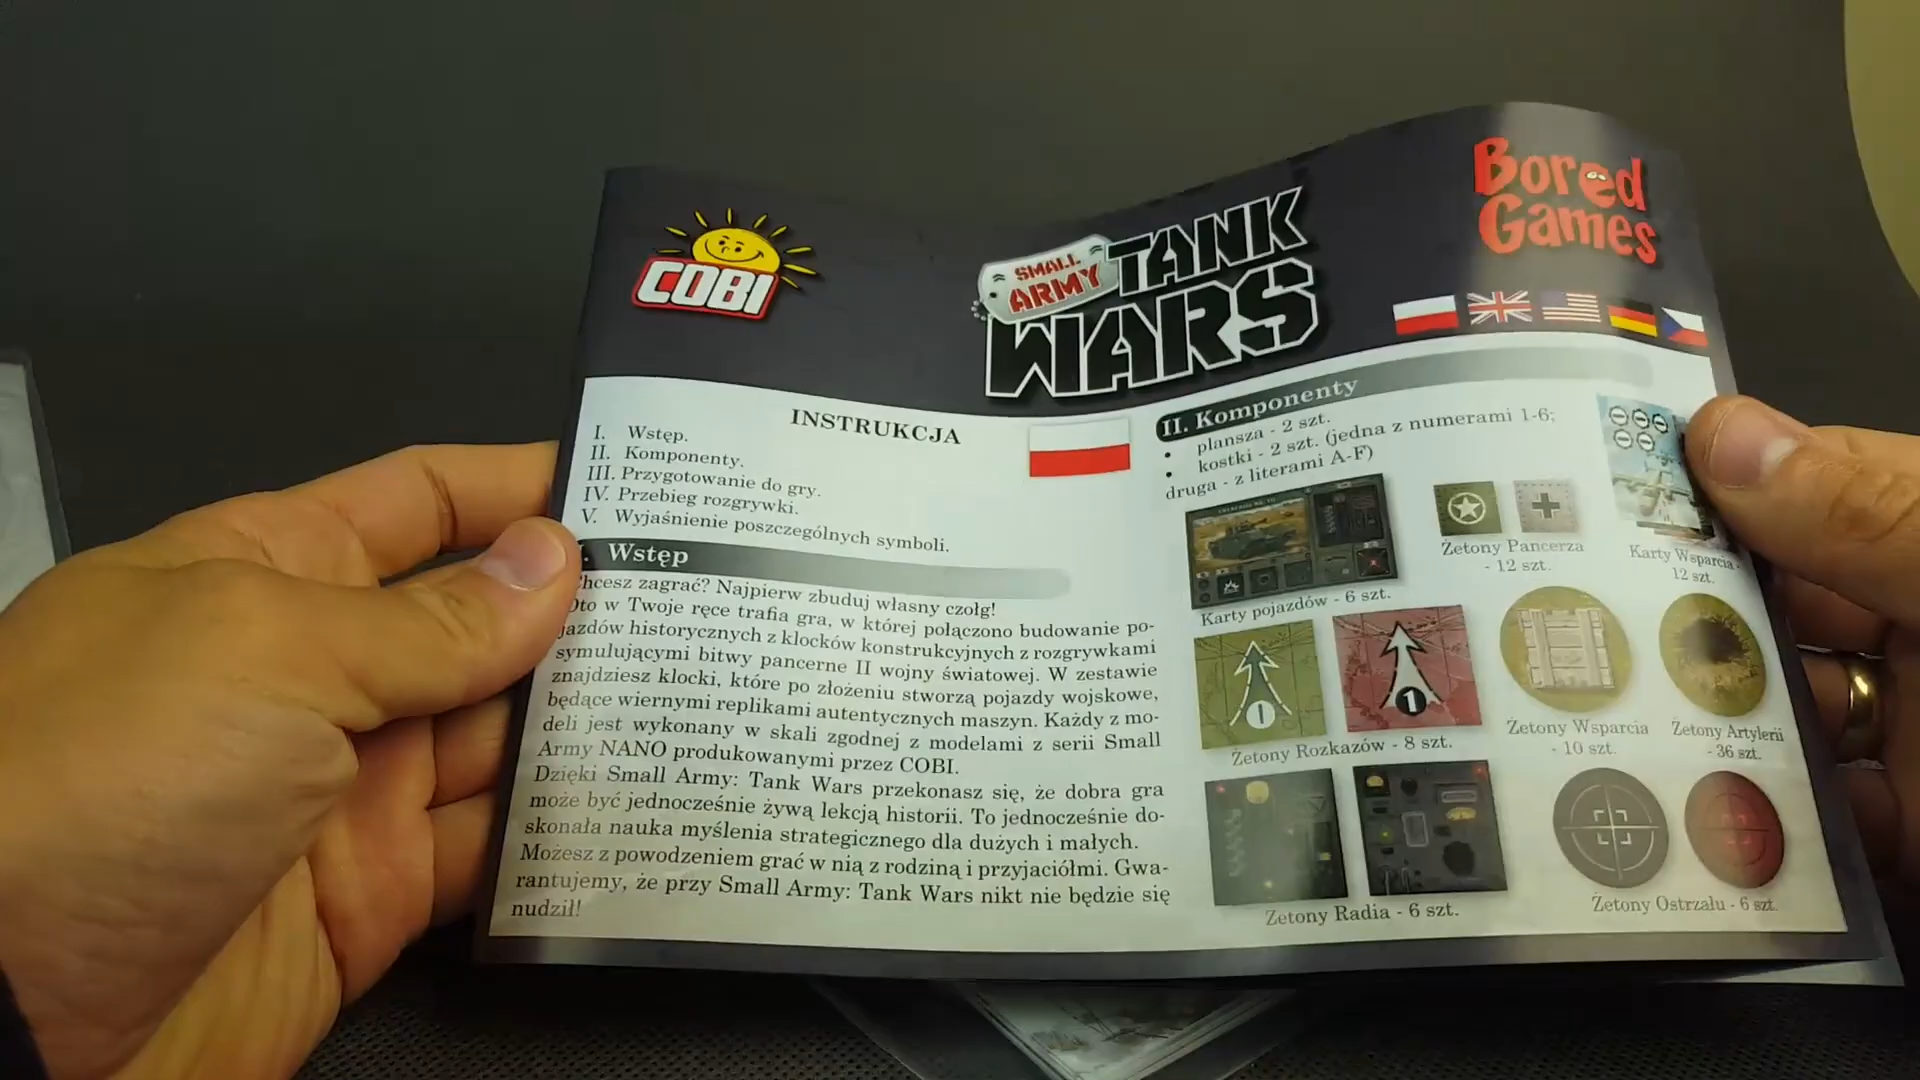 COBI
SMALL
ARMY
TANK
WARS
Bored
Games
INSTRUKCJA
I. Wstęp.
II. Komponenty.
III. Przygotowanie do gry.
IV. Przebieg rozgrywki.
V. Wyjaśnienie poszczególnych symboli.
I. Wstęp
Chcesz zagrać? Najpierw zbuduj własny czołg!
Oto w Twoje ręce trafia gra, w której połączono budowanie po-
jazdów historycznych z klocków konstrukcyjnych z rozgrywkami
symulującymi bitwy pancerne II wojny światowej. W zestawie
znajdziesz klocki, które po złożeniu stworzą pojazdy wojskowe,
będące wiernymi replikami autentycznych maszyn. Każdy z mo-
deli jest wykonany w skali zgodnej z modelami z serii Small
Army NANO produkowanymi przez COBI.
Dzięki Small Army: Tank Wars przekonasz się, że dobra gra
może być jednocześnie żywą lekcją historii. To jednocześnie do-
skonała nauka myślenia strategicznego dla dużych i małych.
Możesz z powodzeniem grać w nią z rodziną i przyjaciółmi. Gwa-
rantujemy, że przy Small Army: Tank Wars nikt nie będzie się
nudził!
II. Komponenty
• plansza - 2 szt.
• kostki - 2 szt. (jedna z numerami 1-6;
druga - z literami A-F)
Karty pojazdów - 6 szt.
Żetony Pancerza
- 12 szt.
Karty Wsparcia -
12 szt.
1
1
Żetony Rozkazów - 8 szt.
Żetony Wsparcia
- 10 szt.
Żetony Artylerii
- 36 szt.
Żetony Radia - 6 szt.
Żetony Ostrzału - 6 szt.